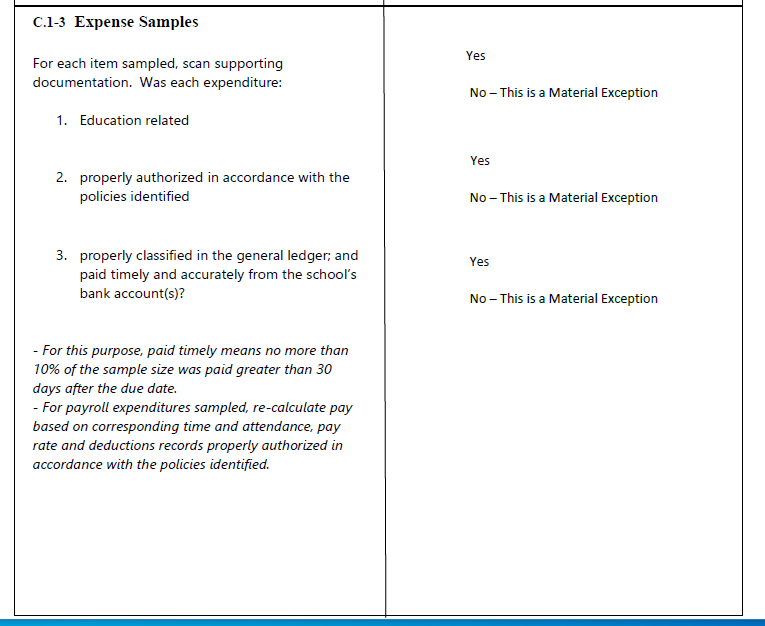 C.1-3 Expense Samples
For each item sampled, scan supporting
documentation. Was each expenditure:
1. Education related
2. properly authorized in accordance with the
policies identified
3. properly classified in the general ledger; and
paid timely and accurately from the school's
bank account(s)?
- For this purpose, paid timely means no more than
10% of the sample size was paid greater than 30
days after the due date.
- For payroll expenditures sampled, re-calculate pay
based on corresponding time and attendance, pay
rate and deductions records properly authorized in
accordance with the policies identified.
Yes
No – This is a Material Exception
Yes
No – This is a Material Exception
Yes
No – This is a Material Exception